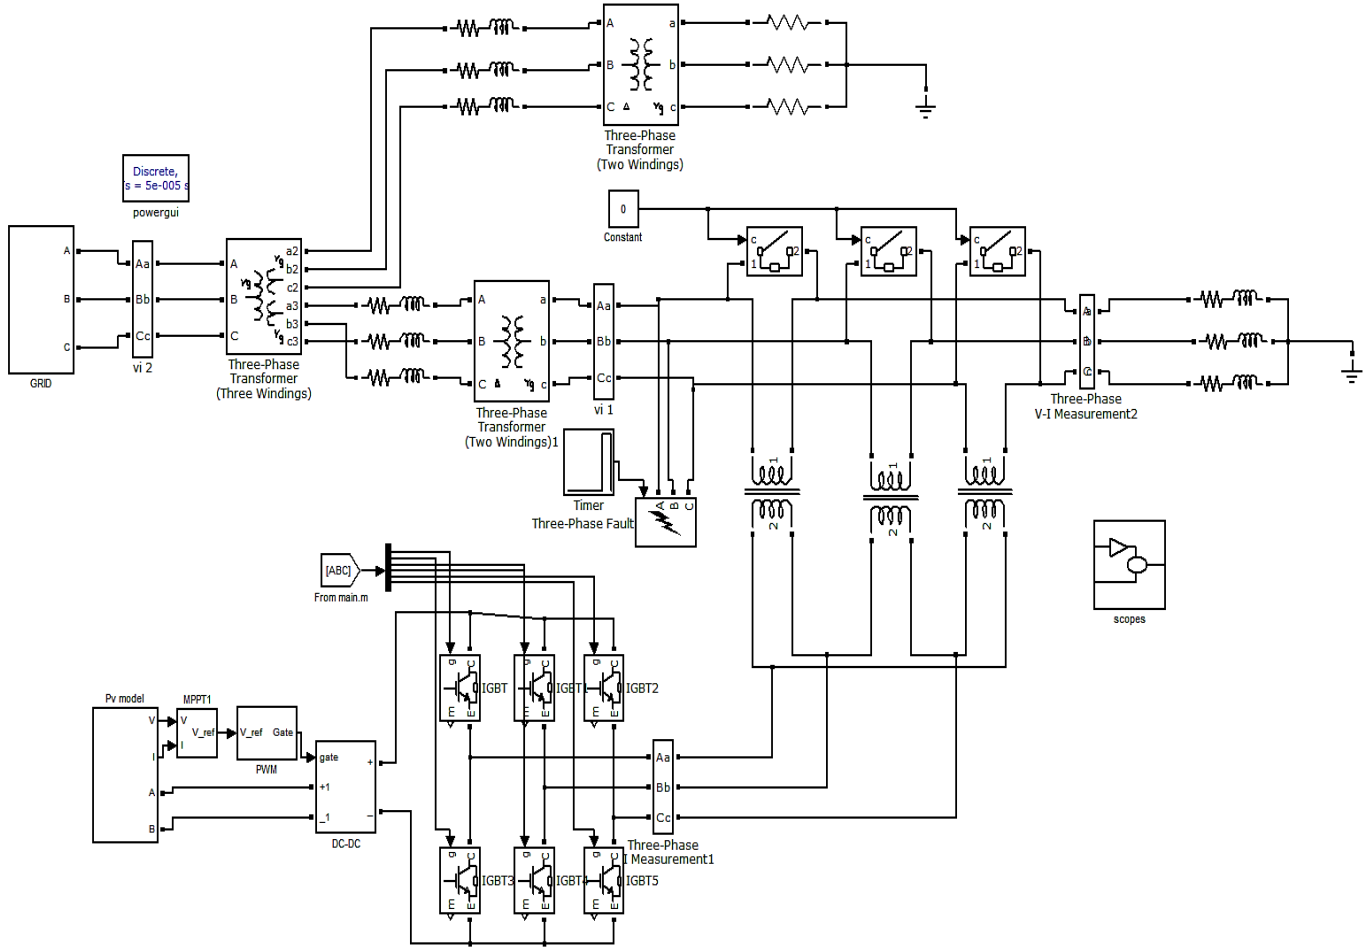 A
B
C
Δ
Yg
a
b
c
Three-Phase
Transformer
(Two Windings)
Discrete,
s = 5e-005 s
powergui
0
Constant
c
1
2
c
1
2
c
1
2
A
B
C
GRID
Aa
Bb
Cc
vi 2
A
B
C
Yg
Yg
Yg
a2
b2
c2
a3
b3
c3
Three-Phase
Transformer
(Three Windings)
A
B
C
Δ
Yg
a
b
c
Three-Phase
Transformer
(Two Windings)1
Aa
Bb
Cc
vi 1
A
a
B
b
C
c
Three-Phase
V-I Measurement2
Timer
Three-Phase Fault
A
B
C
1
2
1
2
1
2
scopes
[ABC]
From main.m
g
C
E
m
IGBT
g
C
E
m
IGBT1
g
C
E
m
IGBT2
Pv model
V
I
A
B
MPPT1
V
I
V_ref
V_ref
Gate
PWM
gate
+1
_1
+
−
DC-DC
Aa
Bb
Cc
Three-Phase
I Measurement1
g
C
E
m
IGBT3
g
C
E
m
IGBT4
g
C
E
m
IGBT5